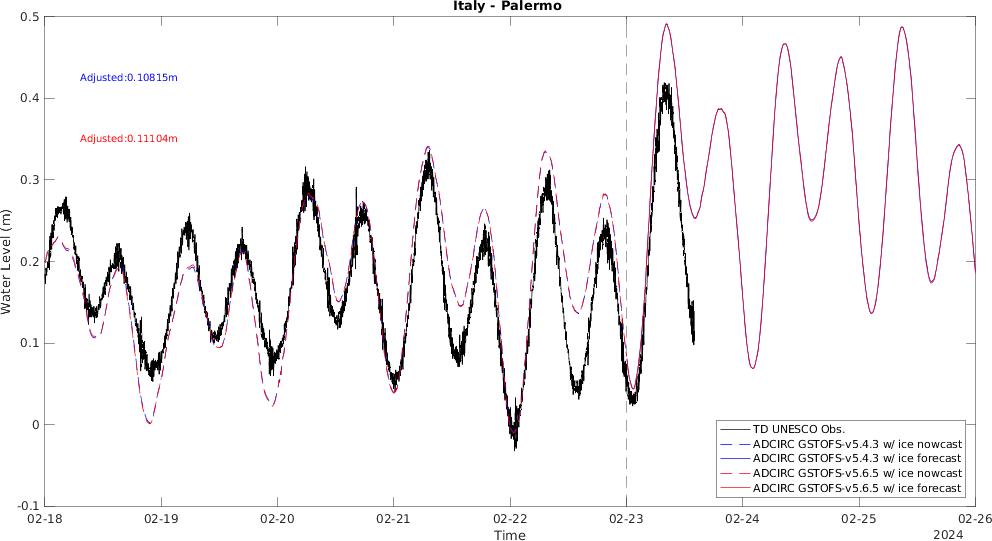 Italy - Palermo
0.5
Adjusted:0.10815m
0.4
Adjusted:0.11104m
0.3
0.2
0.1
0
-0.1
Water Level (m)
TD UNESCO Obs.
ADCIRC GSTOFS-v5.4.3 w/ ice nowcast
ADCIRC GSTOFS-v5.4.3 w/ ice forecast
ADCIRC GSTOFS-v5.6.5 w/ ice nowcast
ADCIRC GSTOFS-v5.6.5 w/ ice forecast
02-18 02-19 02-20 02-21 02-22 02-23 02-24 02-25 02-26
Time
2024